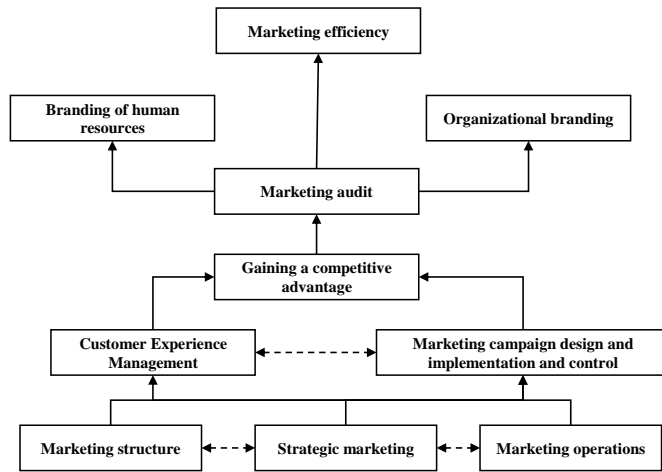 Marketing efficiency
Branding of human
resources
Organizational branding
Marketing audit
Gaining a competitive
advantage
Customer Experience
Management
Marketing campaign design and
implementation and control
Marketing structure
Strategic marketing
Marketing operations